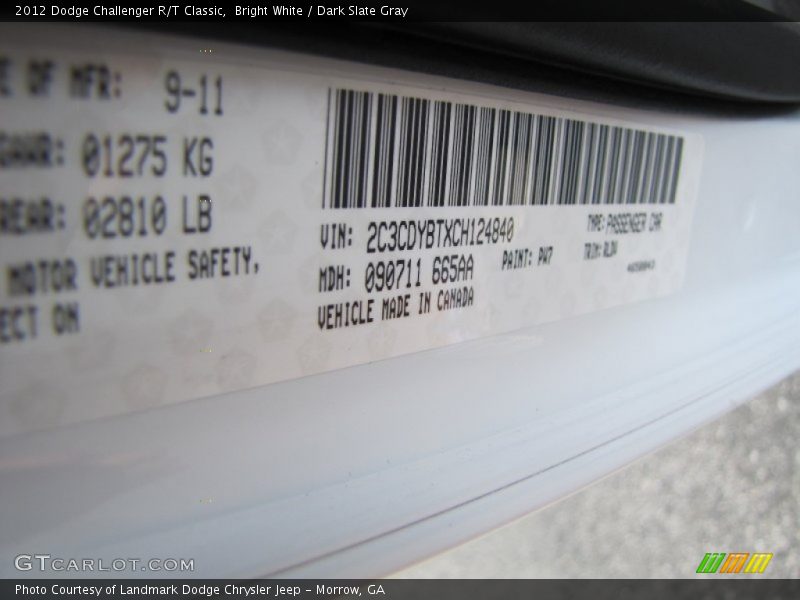 2012 Dodge Challenger R/T Classic, Bright White / Dark Slate Gray
E OF MFR: 9-11
GAWR: 01275 KG
REAR: 02810 LB
MOTOR VEHICLE SAFETY,
ECT ON
VIN: 2C3CDYBTXCH124840
TYPE: PASSENGER CAR
MDH: 090711 665AA
PAINT: PW7
TRIM:
VEHICLE MADE IN CANADA
GTCARLOT.COM
Photo Courtesy of Landmark Dodge Chrysler Jeep – Morrow, GA